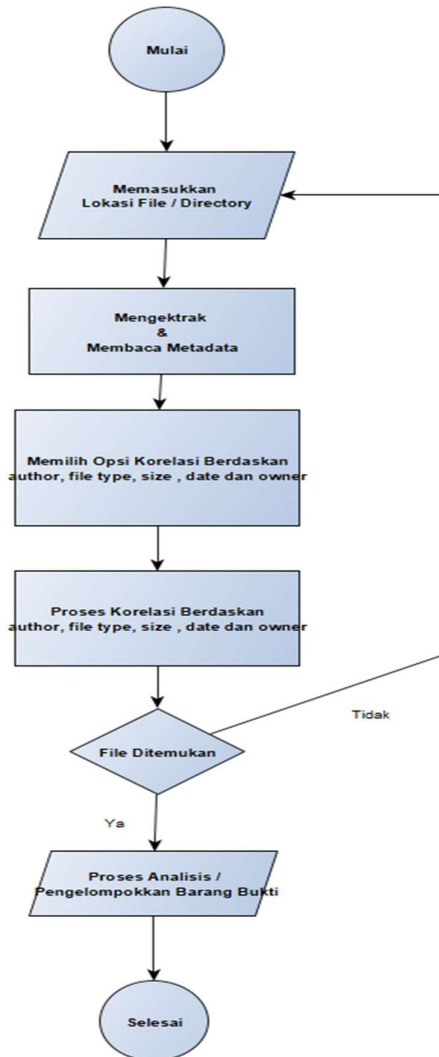 Mulai
Memasukkan
Lokasi File / Directory
Mengektrak
&
Membaca Metadata
Memilih Opsi Korelasi Berdaskan
author, file type, size , date dan owner
Proses Korelasi Berdaskan
author, file type, size , date dan owner
File Ditemukan
Tidak
Ya
Proses Analisis /
Pengelompokkan Barang Bukti
Selesai